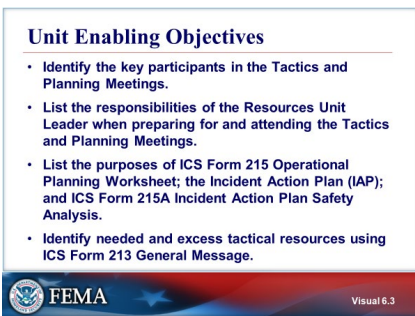 Unit Enabling Objectives
• Identify the key participants in the Tactics and
Planning Meetings.
• List the responsibilities of the Resources Unit
Leader when preparing for and attending the Tactics
and Planning Meetings.
• List the purposes of ICS Form 215 Operational
Planning Worksheet; the Incident Action Plan (IAP);
and ICS Form 215A Incident Action Plan Safety
Analysis.
• Identify needed and excess tactical resources using
ICS Form 213 General Message.
FEMA
Visual 6.3